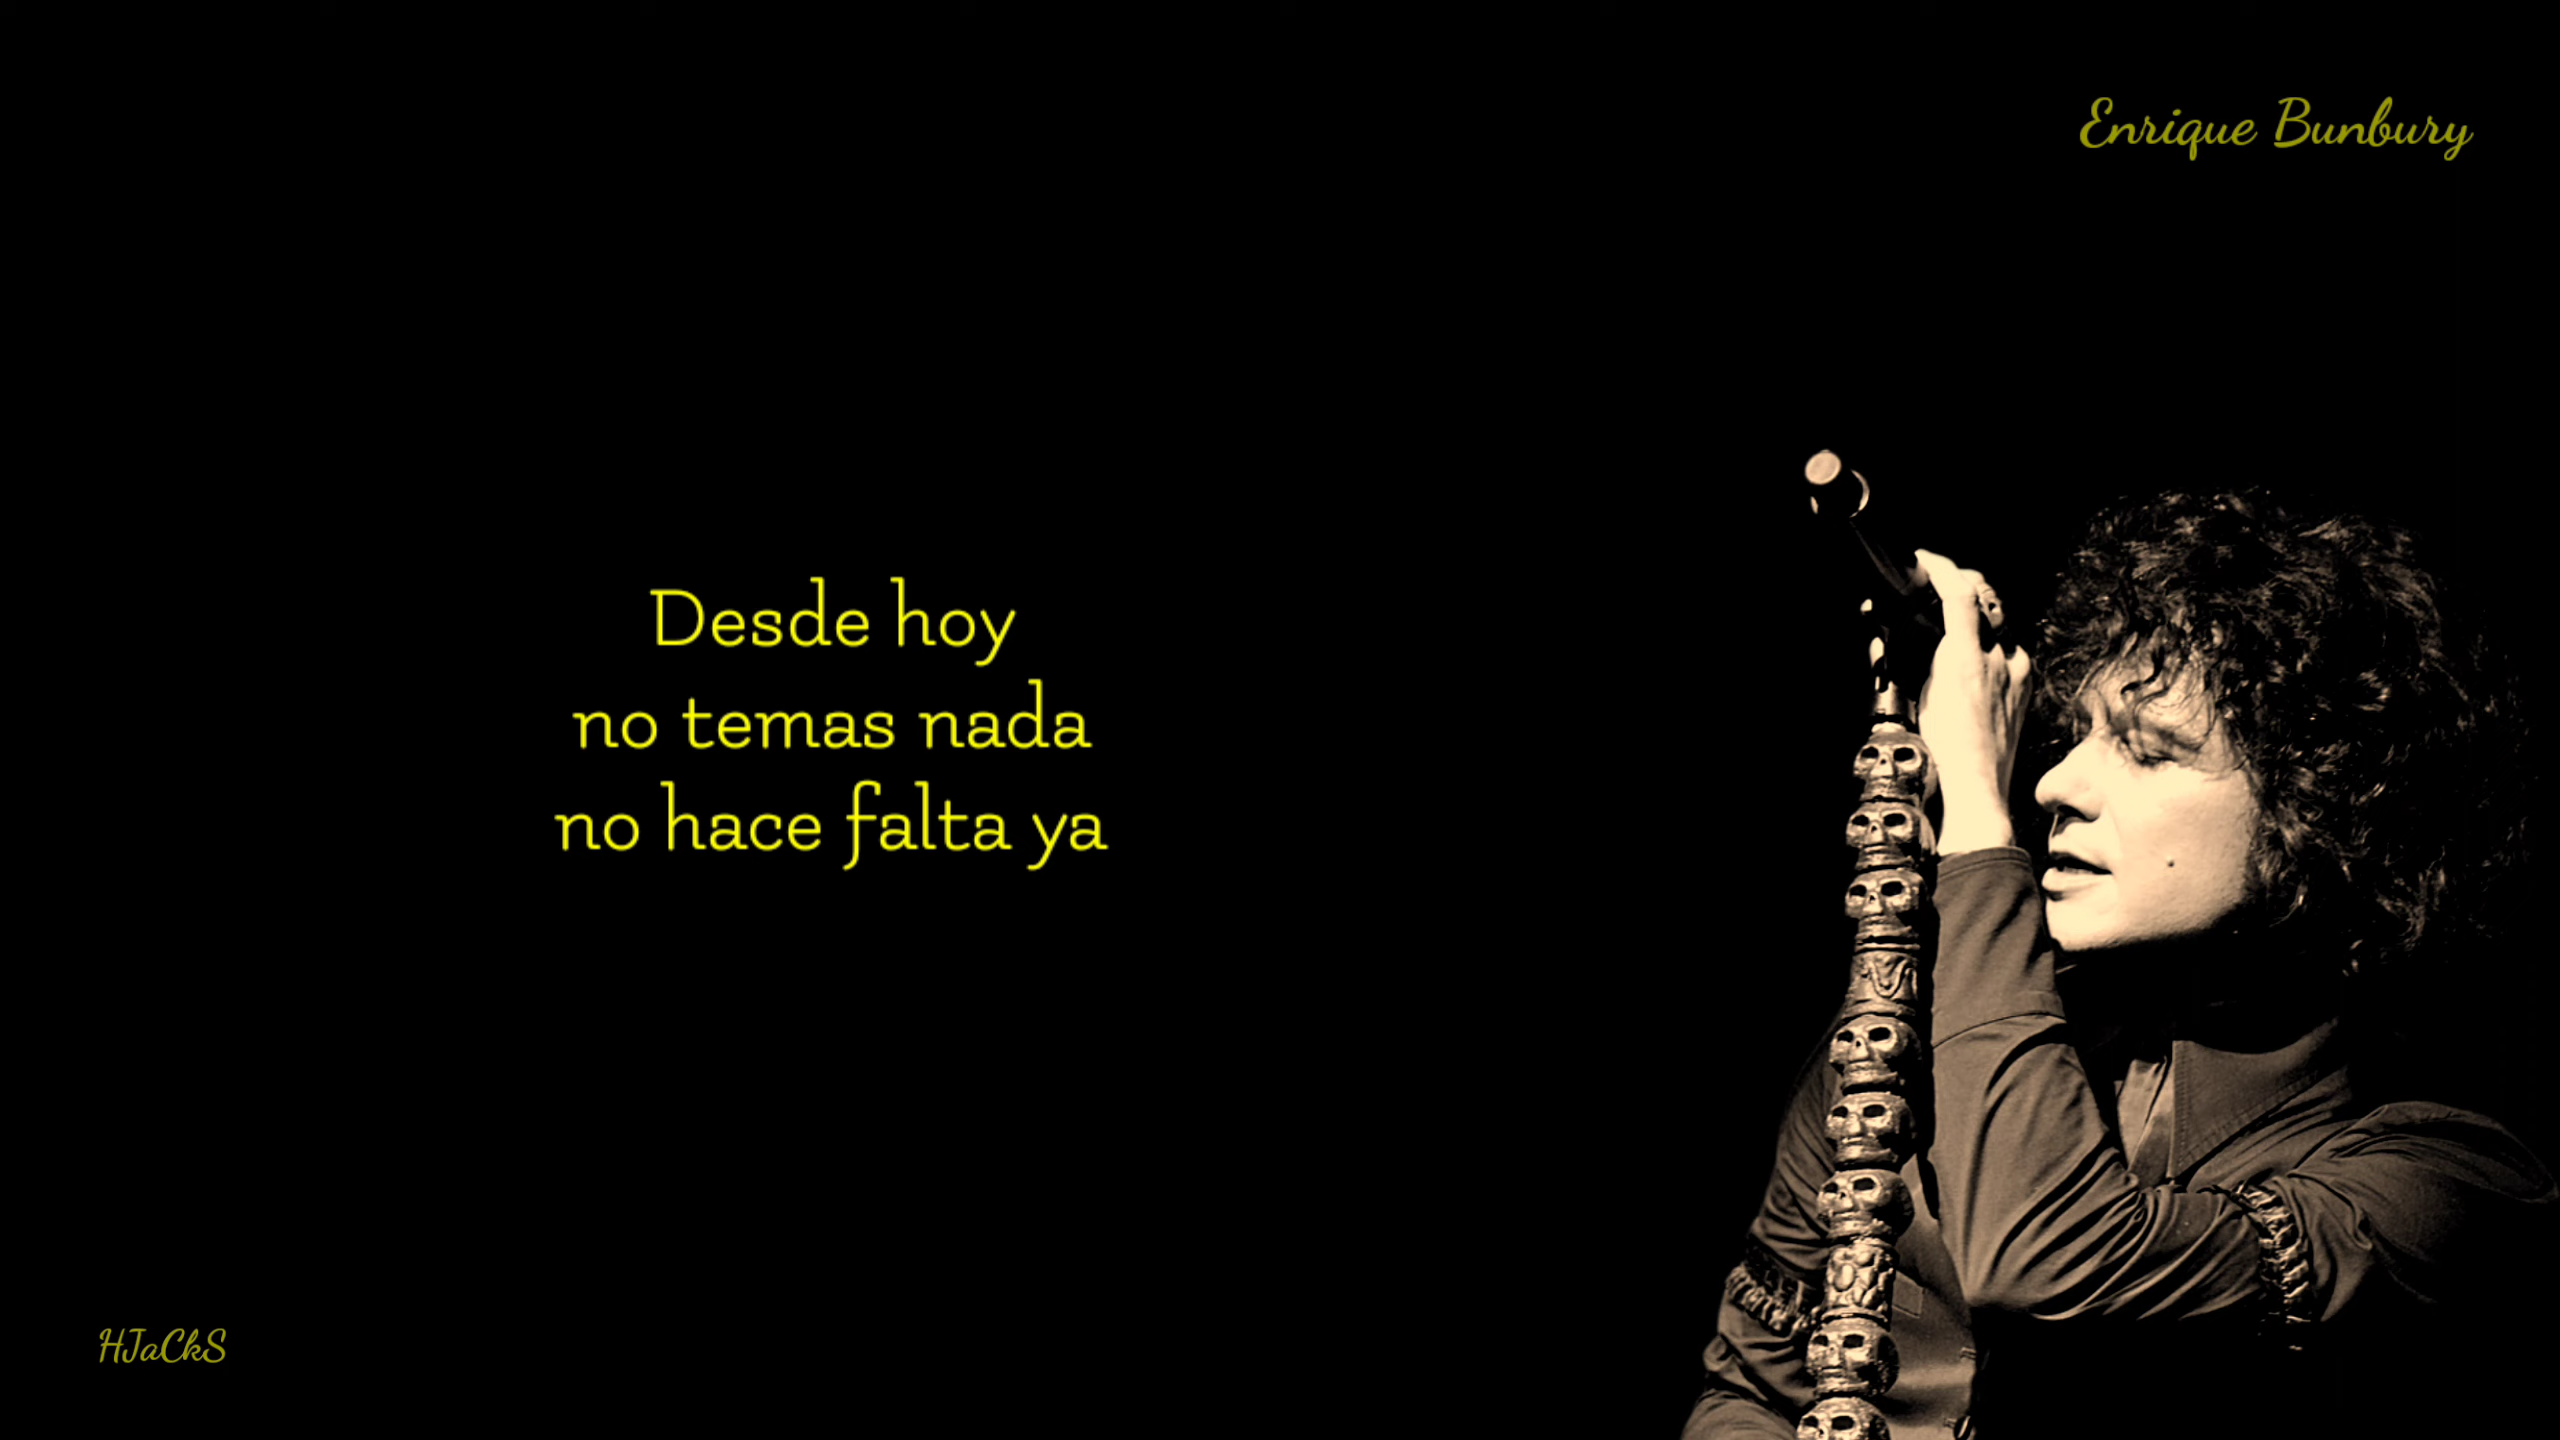 Enrique Bunbury
Desde hoy
no temas nada
no hace falta ya
HJaCkS